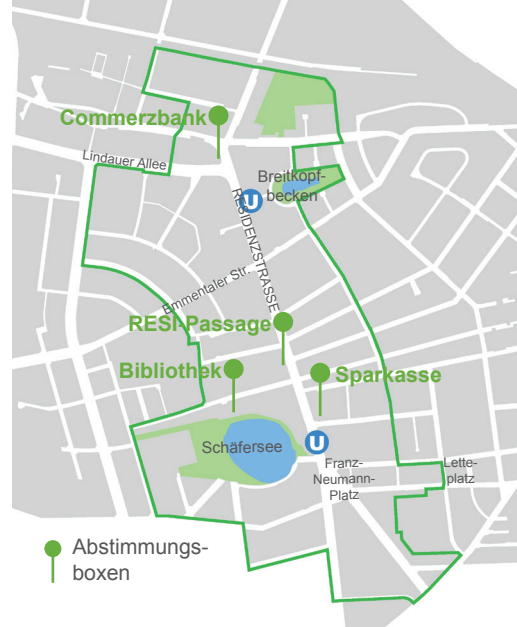 Commerzbank
Lindauer Allee
Breitkopf-
becken
U
RESIDENZSTRASSE
Emmentaler Str.
RESI-Passage
Bibliothek
Sparkasse
Schäfersee
U
Franz-
Neumann-
Platz
Lette-
platz
Abstimmungs-
boxen